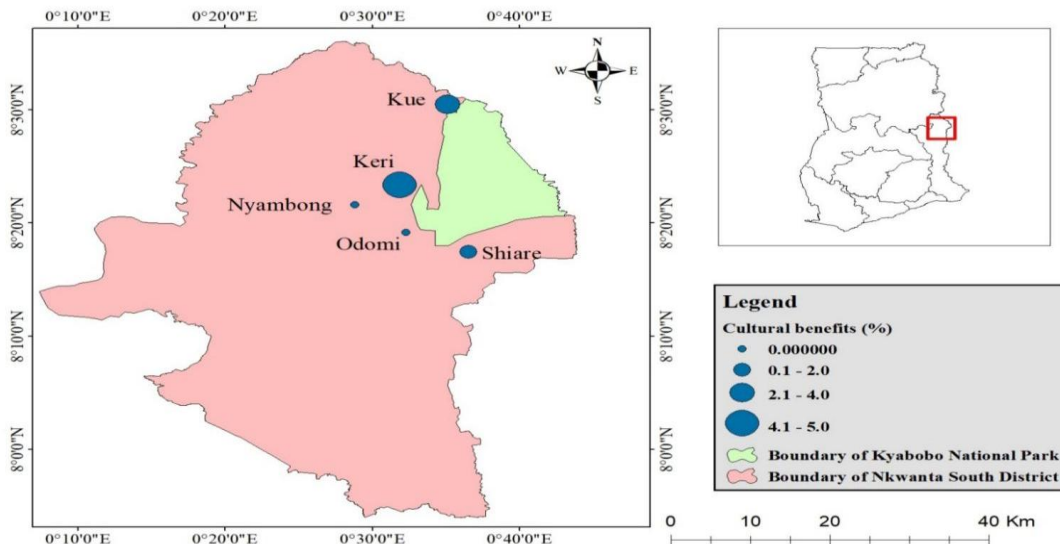 0°10'0"E 0°20'0"E 0°30'0"E 0°40'0"E
N
W E
S
8°30'0"N
8°20'0"N
8°10'0"N
8°0'0"N
Kue
Keri
Nyambong
Odomi
Shiare
8°30'0"N
8°20'0"N
8°10'0"N
8°0'0"N
0°10'0"E 0°20'0"E 0°30'0"E 0°40'0"E
Legend
Cultural benefits (%)
0.000000
0.1 - 2.0
2.1 - 4.0
4.1 - 5.0
Boundary of Kyabobo National Park
Boundary of Nkwanta South District
0 10 20 40 Km